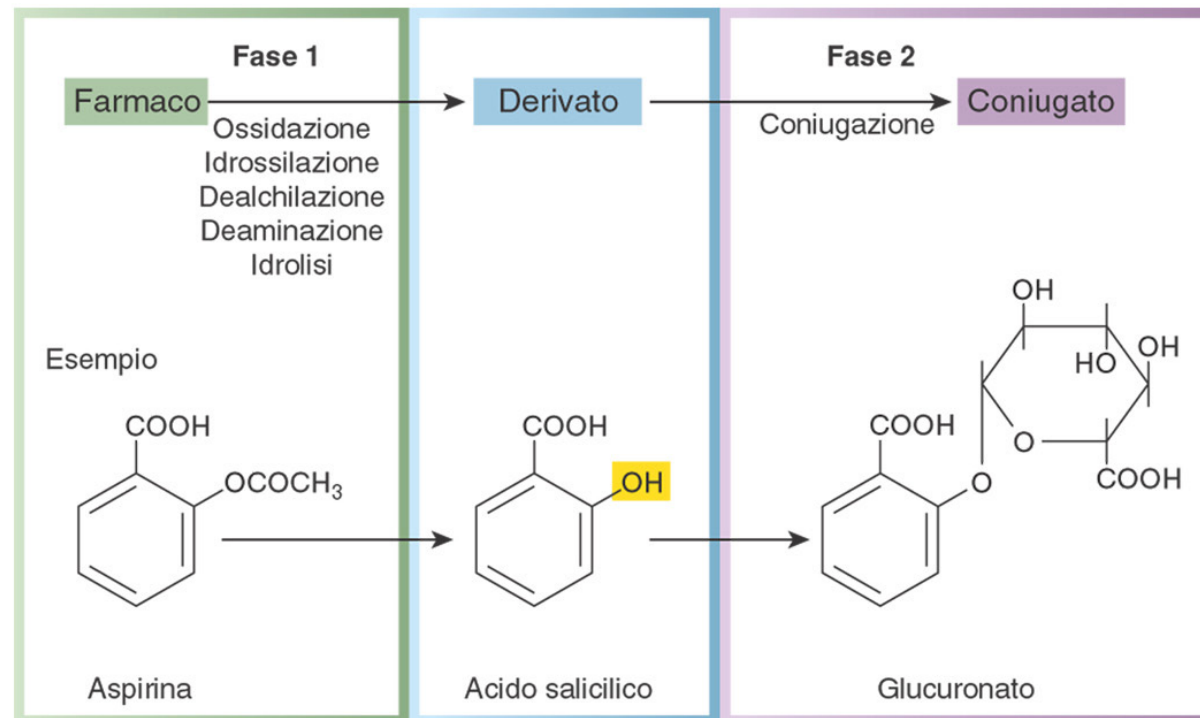 Fase 1
Fase 2
Farmaco
Derivato
Coniugato
Ossidazione
Idrossilazione
Dealchilazione
Deaminazione
Idrolisi
Coniugazione
Esempio
COOH
OCOCH₃
COOH
OH
OH
HO
OH
COOH
O
O
COOH
Aspirina
Acido salicilico
Glucuronato